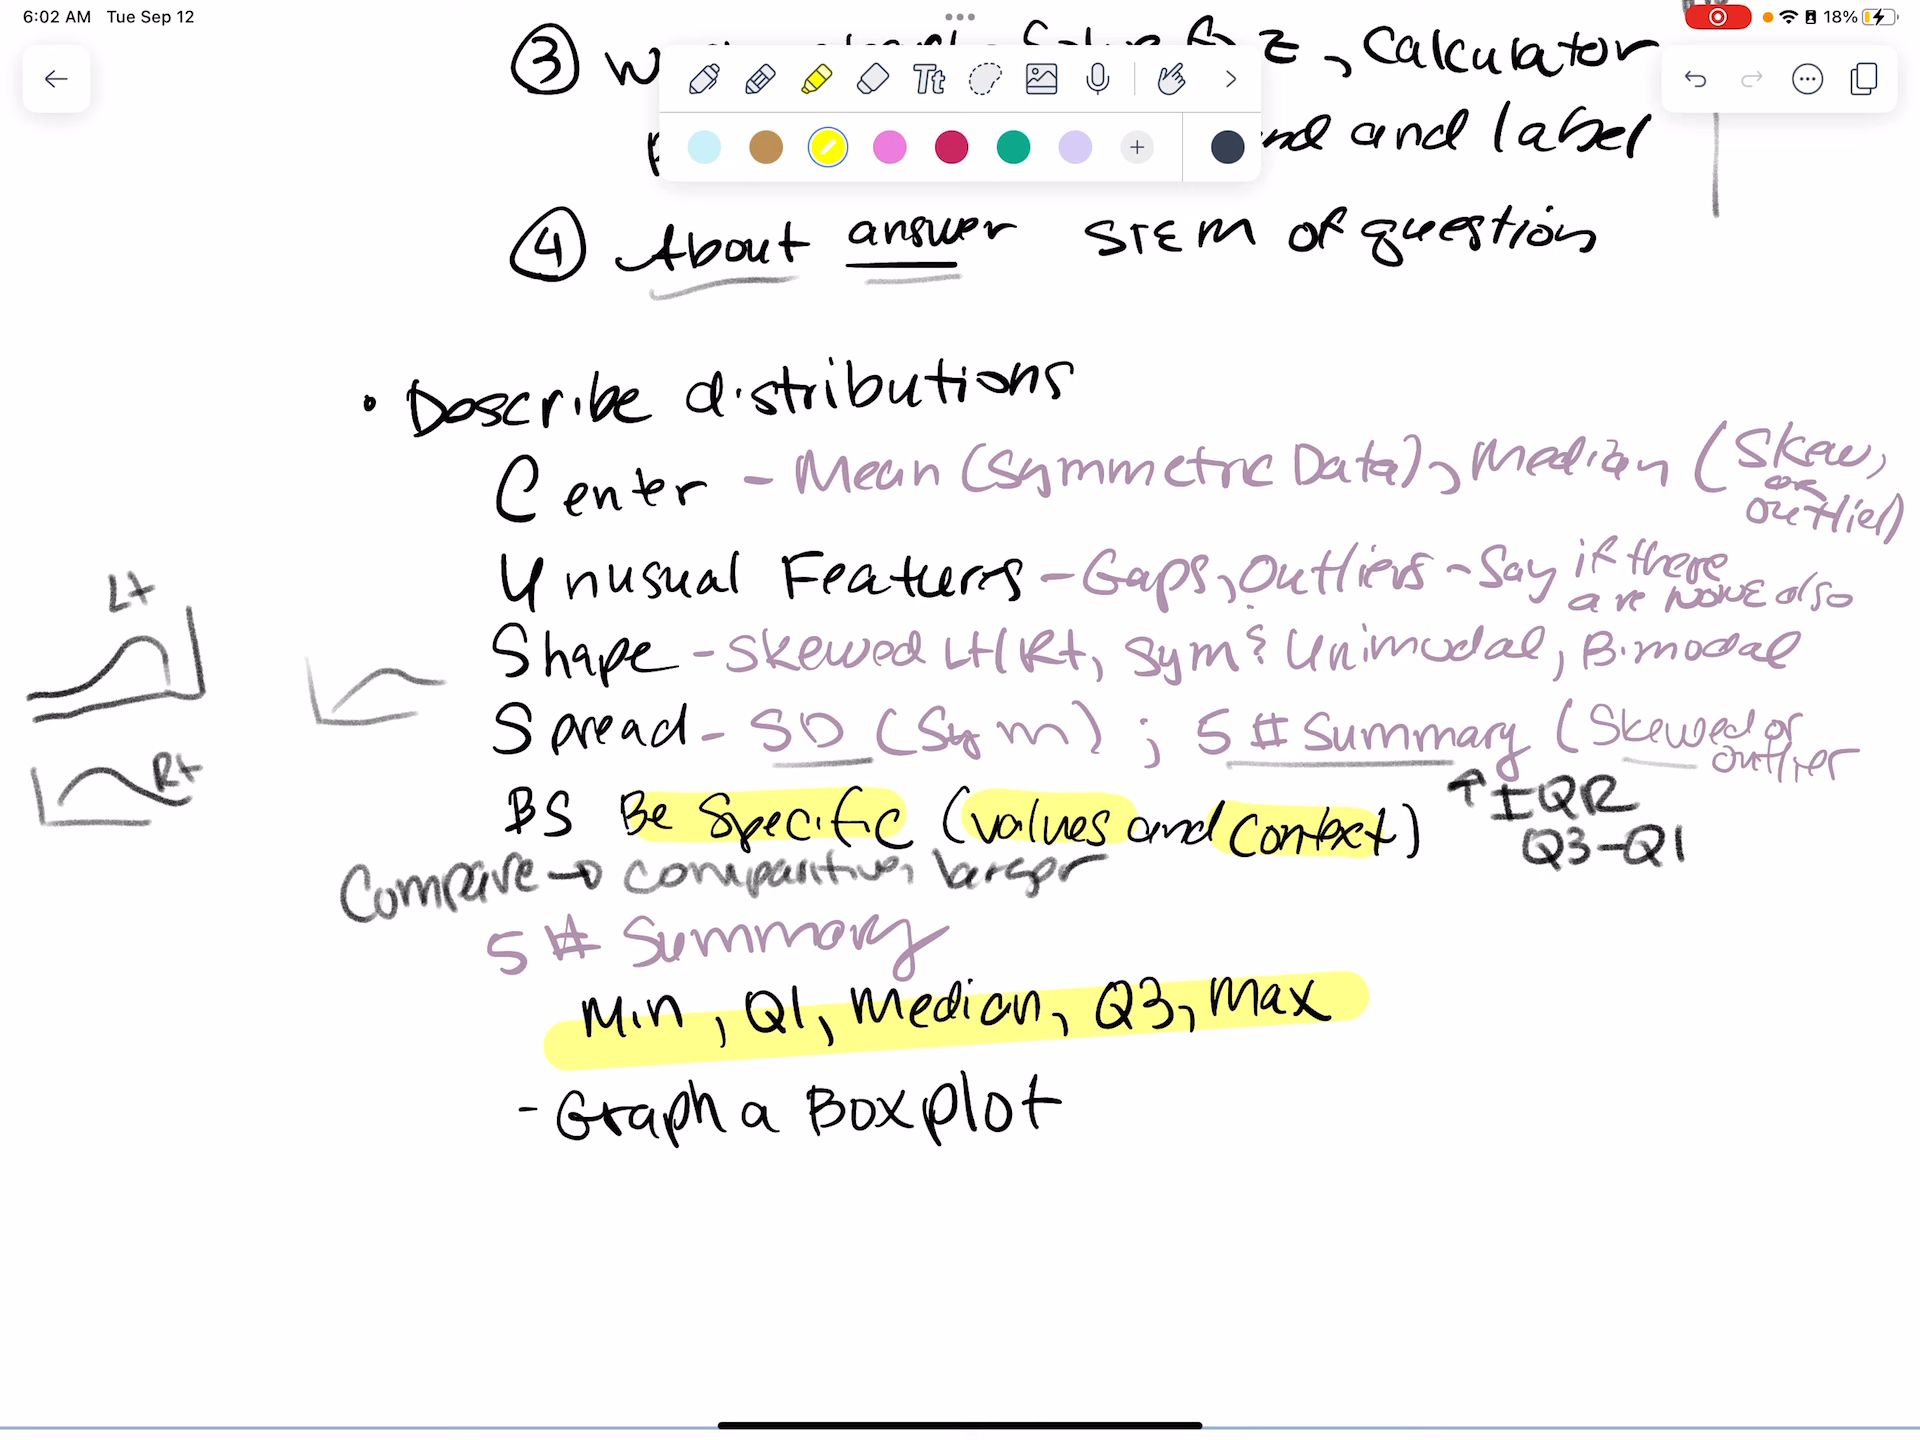 6:02 AM Tue Sep 12
18%
③ W z, Calculator
and label
④ About answer STEM of question
• Describe distributions
Center - Mean (Symmetric Data), Median (Skew, or outlier)
Unusual Features - Gaps, Outliers - Say if there are NONE also
Lt
Shape - Skewed Lt/Rt, Sym? Unimodal, Bimodal
Spread - SD (Sym) ; 5 # Summary (Skewed or outlier
Rt
BS Be Specific (values and context) ↑ IQR
Q3-Q1
Compare → comparitive, larger
5 # Summary
Min, Q1, Median, Q3, Max
- Graph a Boxplot
Tt